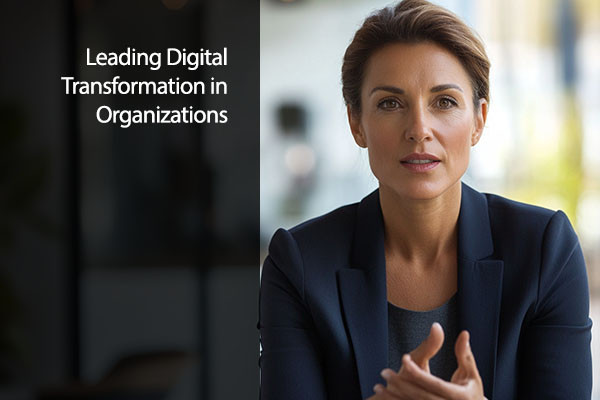 Leading Digital
Transformation in
Organizations